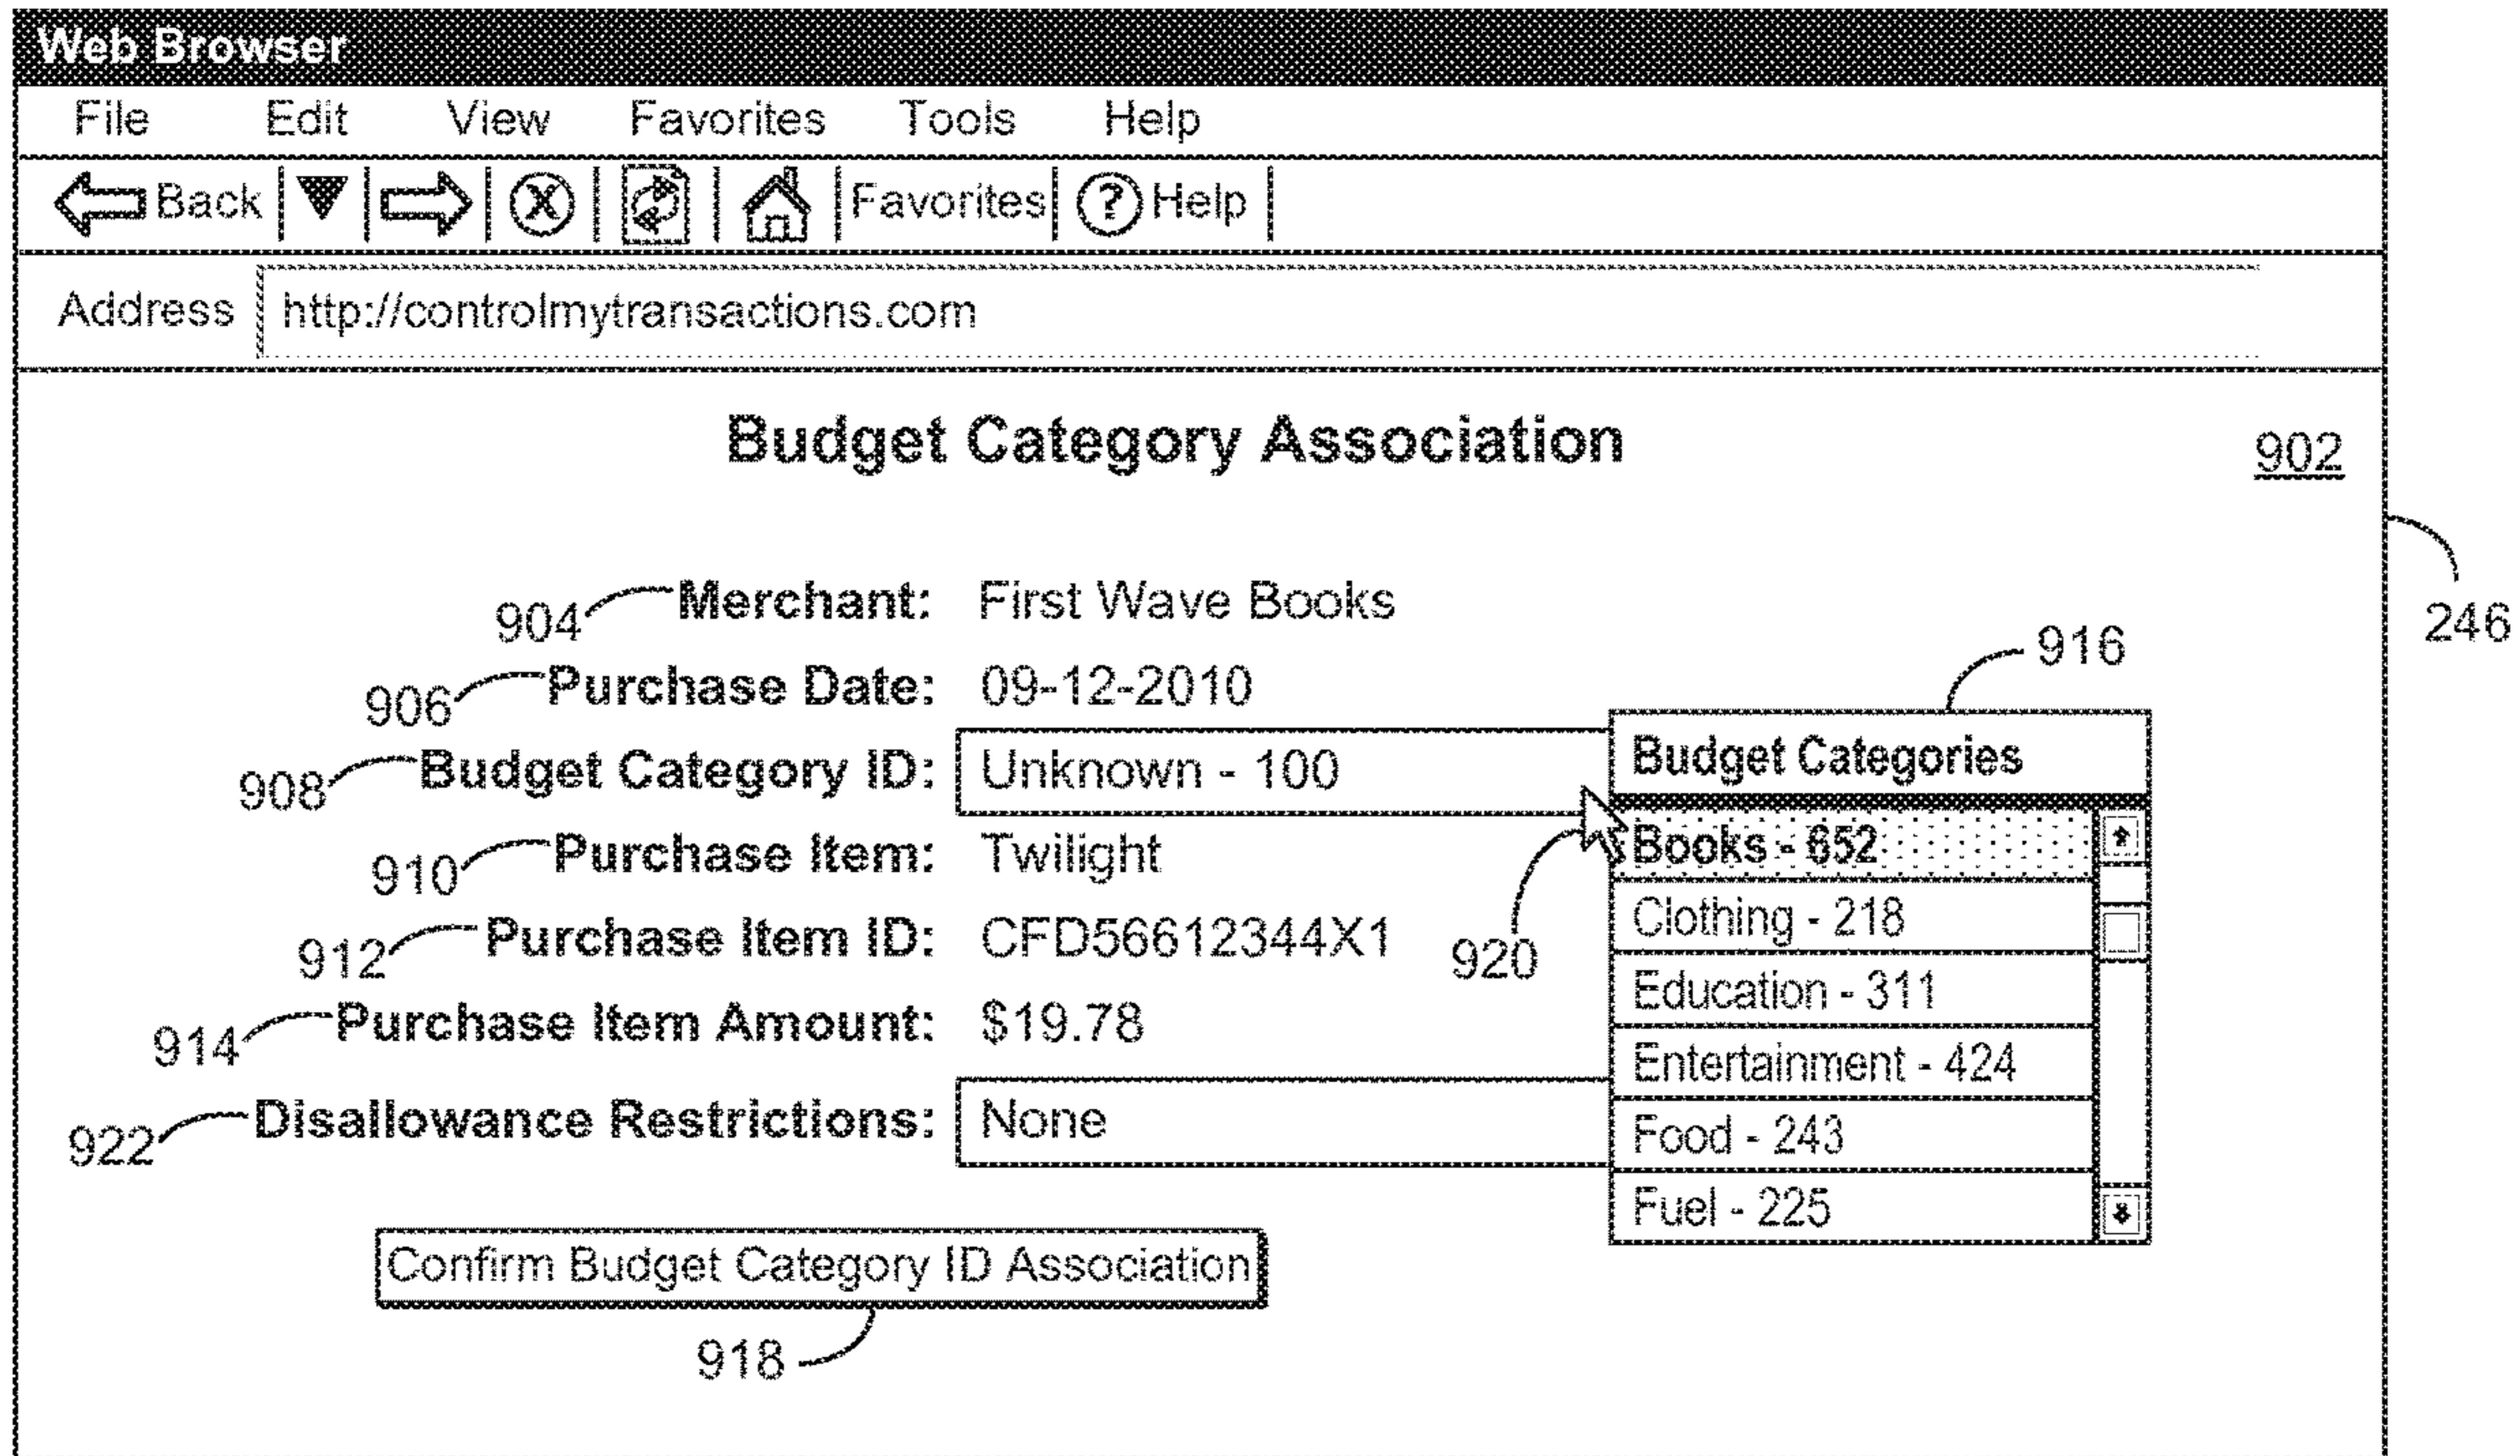 Web Browser
File Edit View Favorites Tools Help
Back X Favorites ? Help
Address http://controlmytransactions.com
Budget Category Association
902
904 Merchant: First Wave Books
246
916
906 Purchase Date: 09-12-2010
908 Budget Category ID: Unknown - 100
Budget Categories
Books - 652
Clothing - 218
Education - 311
Entertainment - 424
Food - 243
Fuel - 225
920
910 Purchase Item: Twilight
912 Purchase Item ID: CFD56612344X1
914 Purchase Item Amount: $19.78
922 Disallowance Restrictions: None
Confirm Budget Category ID Association
918